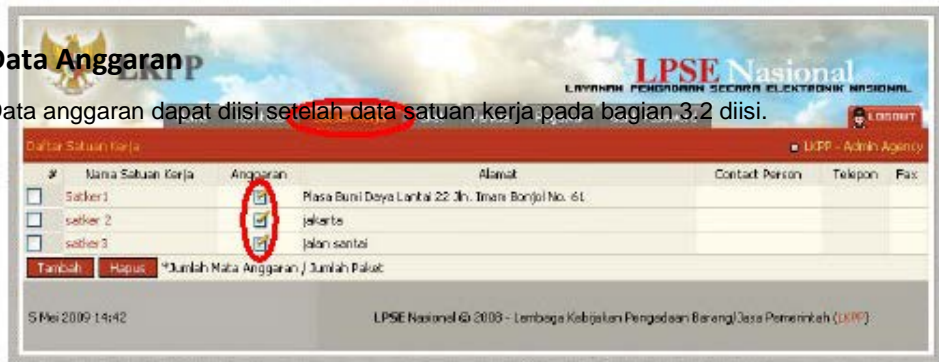 Data Anggaran
LKPP
LPSE Nasional
LAYANAN PENGADAAN SECARA ELEKTRONIK NASIONAL
Data anggaran dapat diisi setelah data satuan kerja pada bagian 3.2 diisi.
LOGOUT
Daftar Satuan Kerja
LKPP - Admin Agency
# Nama Satuan Kerja Anggaran Alamat Contact Person Telepon Fax
Satker1 Plasa Bumi Daya Lantai 22 Jln. Imam Bonjol No. 61
satker 2 jakarta
satker 3 jalan santai
Tambah Hapus *Jumlah Mata Anggaran / Jumlah Paket
5 Mei 2009 14:42 LPSE Nasional © 2008 - Lembaga Kebijakan Pengadaan Barang/Jasa Pemerintah (LKPP)